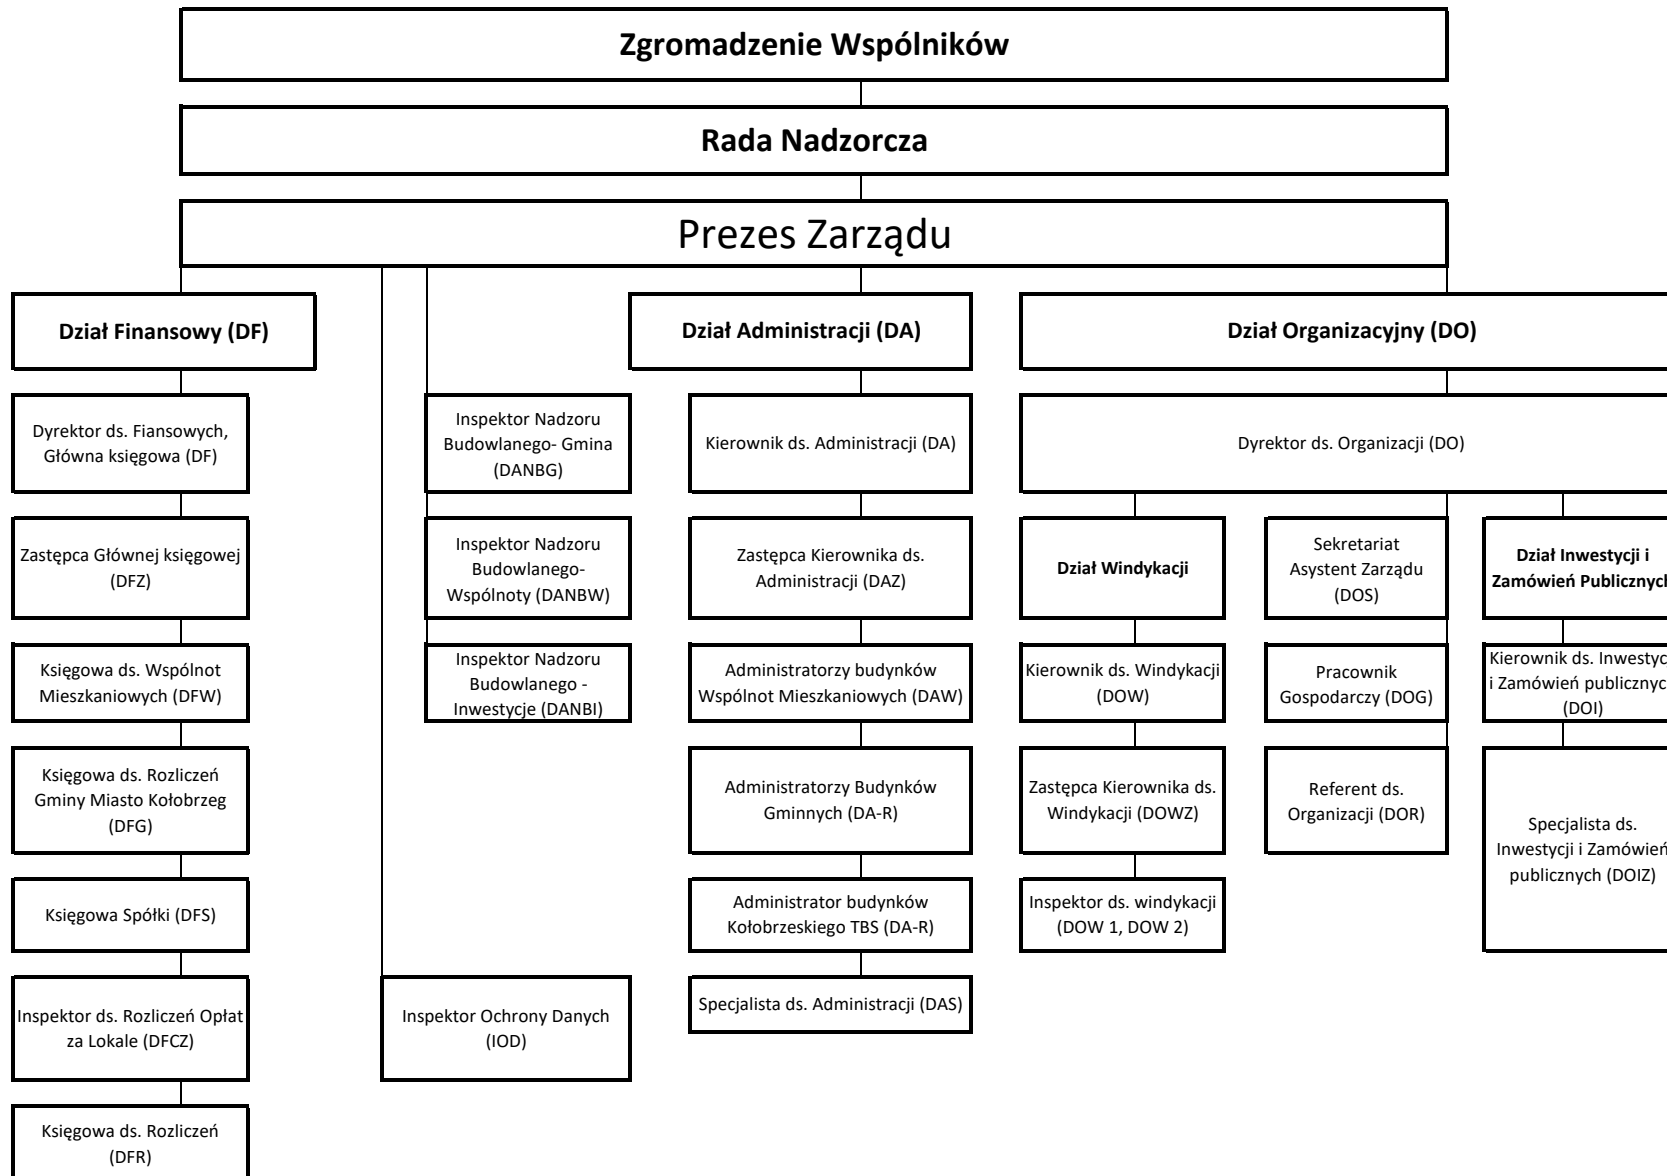 Zgromadzenie Wspólników
Rada Nadzorcza
Prezes Zarządu
Dział Finansowy (DF)
Dział Administracji (DA)
Dział Organizacyjny (DO)
Dyrektor ds. Fiansowych,
Główna księgowa (DF)
Inspektor Nadzoru
Budowlanego- Gmina
(DANBG)
Kierownik ds. Administracji (DA)
Dyrektor ds. Organizacji (DO)
Zastępca Głównej księgowej
(DFZ)
Inspektor Nadzoru
Budowlanego-
Wspólnoty (DANBW)
Zastępca Kierownika ds.
Administracji (DAZ)
Dział Windykacji
Sekretariat
Asystent Zarządu
(DOS)
Dział Inwestycji i
Zamówień Publicznych
Księgowa ds. Wspólnot
Mieszkaniowych (DFW)
Inspektor Nadzoru
Budowlanego -
Inwestycje (DANBI)
Administratorzy budynków
Wspólnot Mieszkaniowych (DAW)
Kierownik ds. Windykacji
(DOW)
Pracownik
Gospodarczy (DOG)
Kierownik ds. Inwestyc
i Zamówień publicznyc
(DOI)
Księgowa ds. Rozliczeń
Gminy Miasto Kołobrzeg
(DFG)
Administratorzy Budynków
Gminnych (DA-R)
Zastępca Kierownika ds.
Windykacji (DOWZ)
Referent ds.
Organizacji (DOR)
Specjalista ds.
Inwestycji i Zamówień
publicznych (DOIZ)
Księgowa Spółki (DFS)
Administrator budynków
Kołobrzeskiego TBS (DA-R)
Inspektor ds. windykacji
(DOW 1, DOW 2)
Inspektor ds. Rozliczeń Opłat
za Lokale (DFCZ)
Inspektor Ochrony Danych
(IOD)
Specjalista ds. Administracji (DAS)
Księgowa ds. Rozliczeń
(DFR)